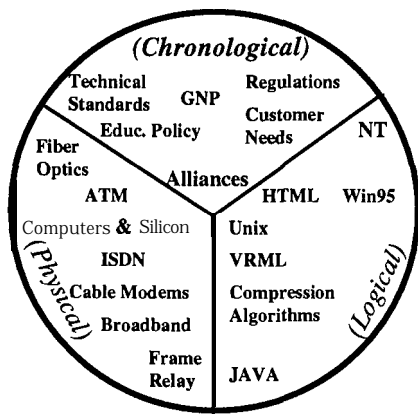 (Chronological)
Technical
Standards
GNP
Regulations
Educ. Policy
Customer
Needs
Alliances
Fiber
Optics
ATM
Computers & Silicon
ISDN
Cable Modems
Broadband
Frame
Relay
(Physical)
NT
HTML Win95
Unix
VRML
Compression
Algorithms
JAVA
(Logical)